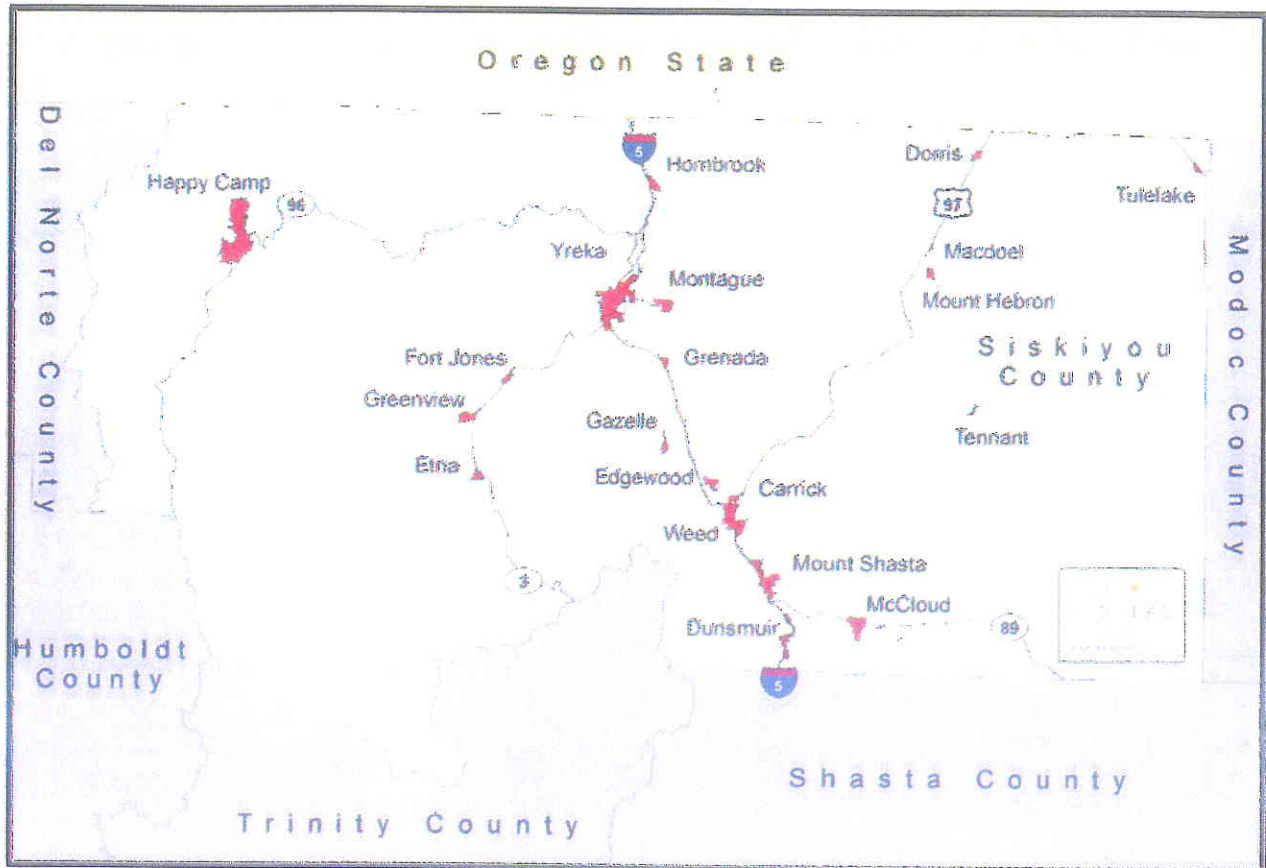 Oregon State
Del Norte County
Happy Camp
96
5
Hornbrook
Dorris
97
Tulelake
Yreka
Montague
Macdoel
Mount Hebron
Modoc County
Fort Jones
Grenada
Siskiyou
County
Greenview
Gazelle
Tennant
Etna
Edgewood
Carrick
Weed
3
Mount Shasta
McCloud
Dunsmuir
89
Humboldt
County
5
Shasta County
Trinity County